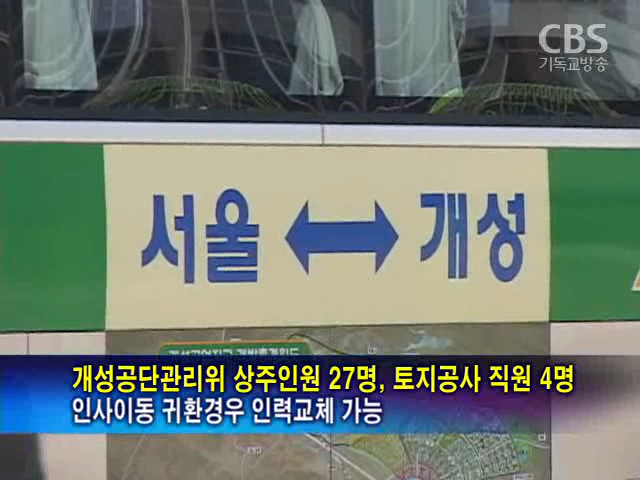 CBS
기독교방송
서울 ↔ 개성
개성공단관리위 상주인원 27명, 토지공사 직원 4명
인사이동 귀환경우 인력교체 가능